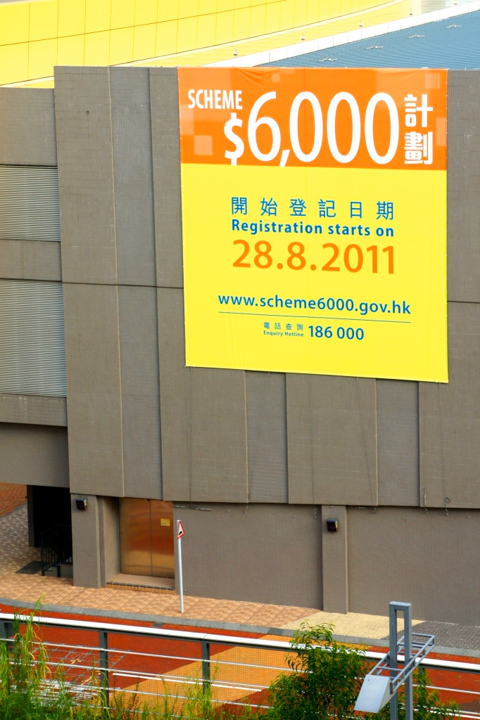 SCHEME $6,000 計劃
開始登記日期
Registration starts on
28.8.2011
www.scheme6000.gov.hk
電話查詢
Enquiry Hotline 186 000